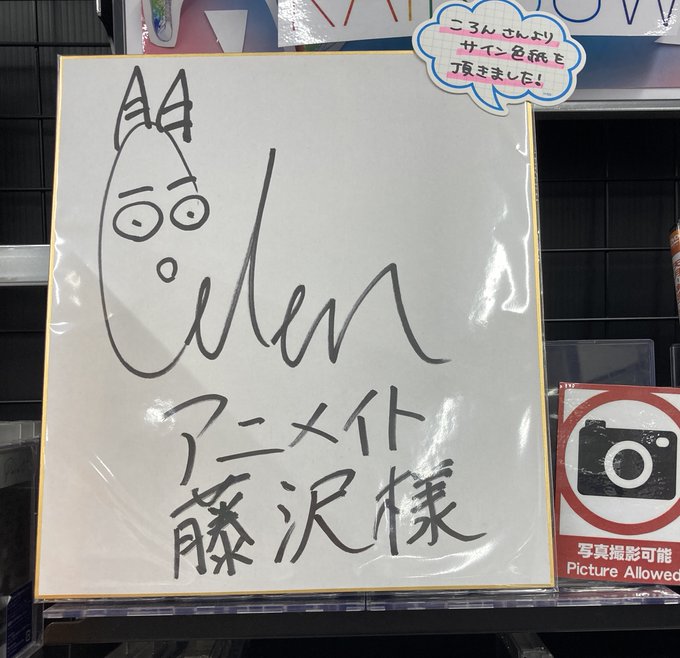 RAINBOW
ころんさんより
サイン色紙を
頂きました!
Colon
アニメイト
藤沢様
写真撮影可能
Picture Allowed